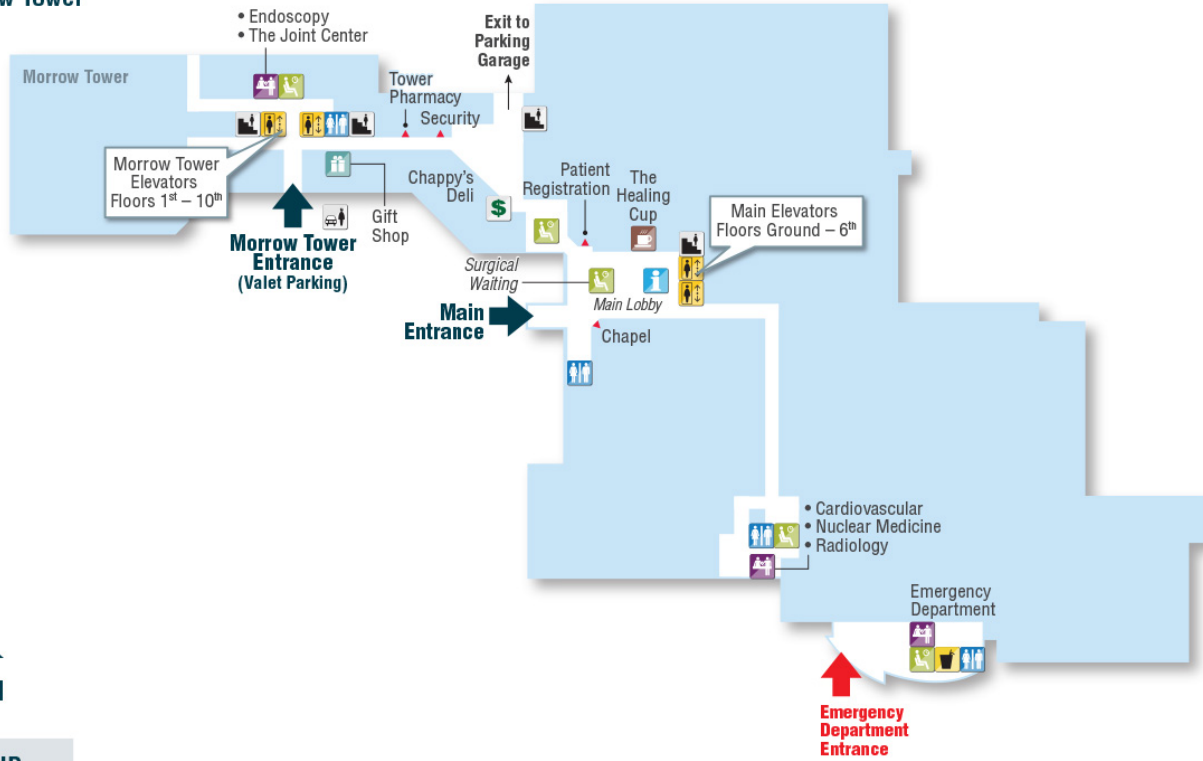 • Endoscopy
• The Joint Center
Exit to
Parking
Garage
Morrow Tower
Tower
Pharmacy
Security
Morrow Tower
Elevators
Floors 1st – 10th
Gift
Shop
Morrow Tower
Entrance
(Valet Parking)
Chappy's
Deli
$
Patient
Registration
The
Healing
Cup
Main Elevators
Floors Ground – 6th
Surgical
Waiting
i
Main Lobby
Main
Entrance
Chapel
• Cardiovascular
• Nuclear Medicine
• Radiology
Emergency
Department
Emergency
Department
Entrance